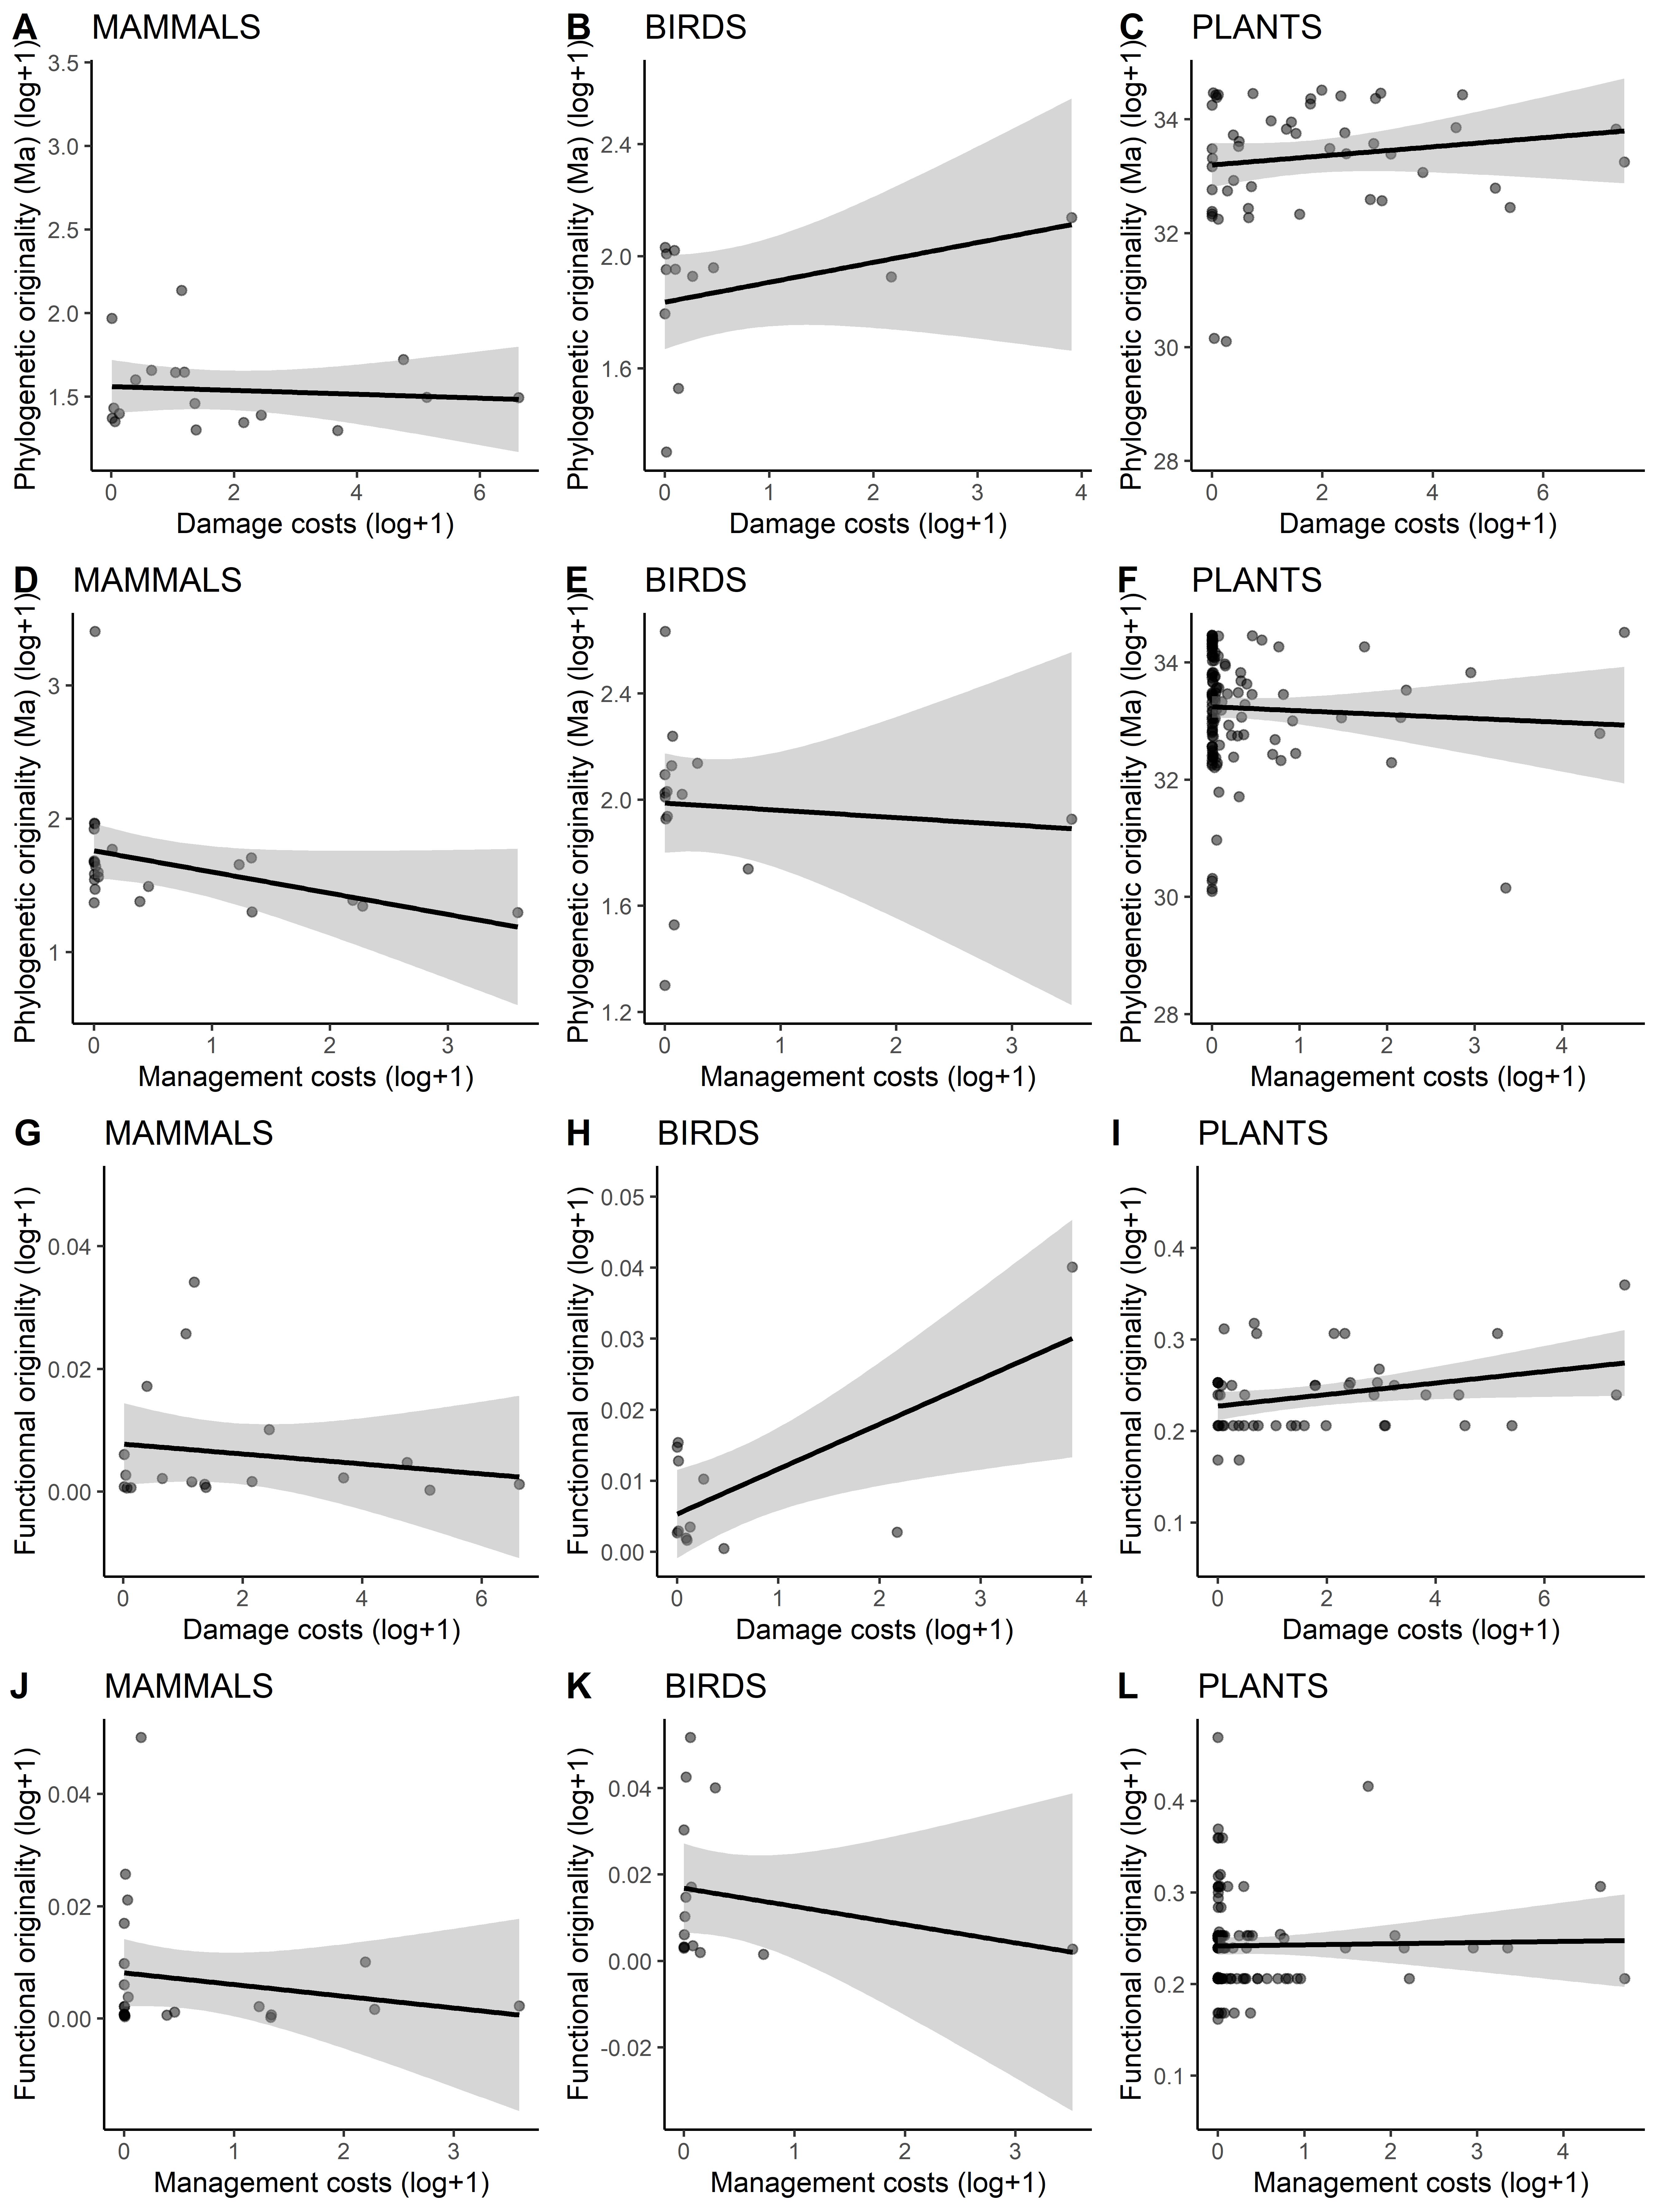 A MAMMALS
Phylogenetic originality (Ma) (log+1)
3.5
3.0
2.5
2.0
1.5
0 2 4 6
Damage costs (log+1)
B BIRDS
Phylogenetic originality (Ma) (log+1)
2.4
2.0
1.6
0 1 2 3 4
Damage costs (log+1)
C PLANTS
Phylogenetic originality (Ma) (log+1)
34
32
30
28
0 2 4 6
Damage costs (log+1)
D MAMMALS
Phylogenetic originality (Ma) (log+1)
3
2
1
0 1 2 3
Management costs (log+1)
E BIRDS
Phylogenetic originality (Ma) (log+1)
2.4
2.0
1.6
1.2
0 1 2 3
Management costs (log+1)
F PLANTS
Phylogenetic originality (Ma) (log+1)
34
32
30
28
0 1 2 3 4
Management costs (log+1)
G MAMMALS
Functionnal originality (log+1)
0.04
0.02
0.00
0 2 4 6
Damage costs (log+1)
H BIRDS
Functional originality (log+1)
0.05
0.04
0.03
0.02
0.01
0.00
0 1 2 3 4
Damage costs (log+1)
I PLANTS
Functional originality (log+1)
0.4
0.3
0.2
0.1
0 2 4 6
Damage costs (log+1)
J MAMMALS
Functional originality (log+1)
0.04
0.02
0.00
0 1 2 3
Management costs (log+1)
K BIRDS
Functional originality (log+1)
0.04
0.02
0.00
-0.02
0 1 2 3
Management costs (log+1)
L PLANTS
Functional originality (log+1)
0.4
0.3
0.2
0.1
0 1 2 3 4
Management costs (log+1)